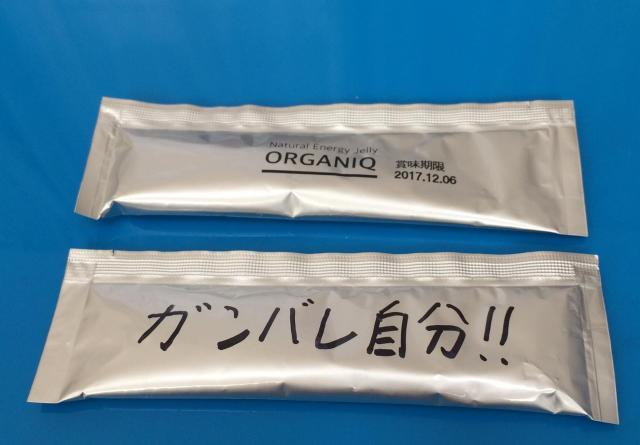 Natural Energy Jelly
ORGANIQ
賞味期限
2017.12.06
ガンバレ自分!!